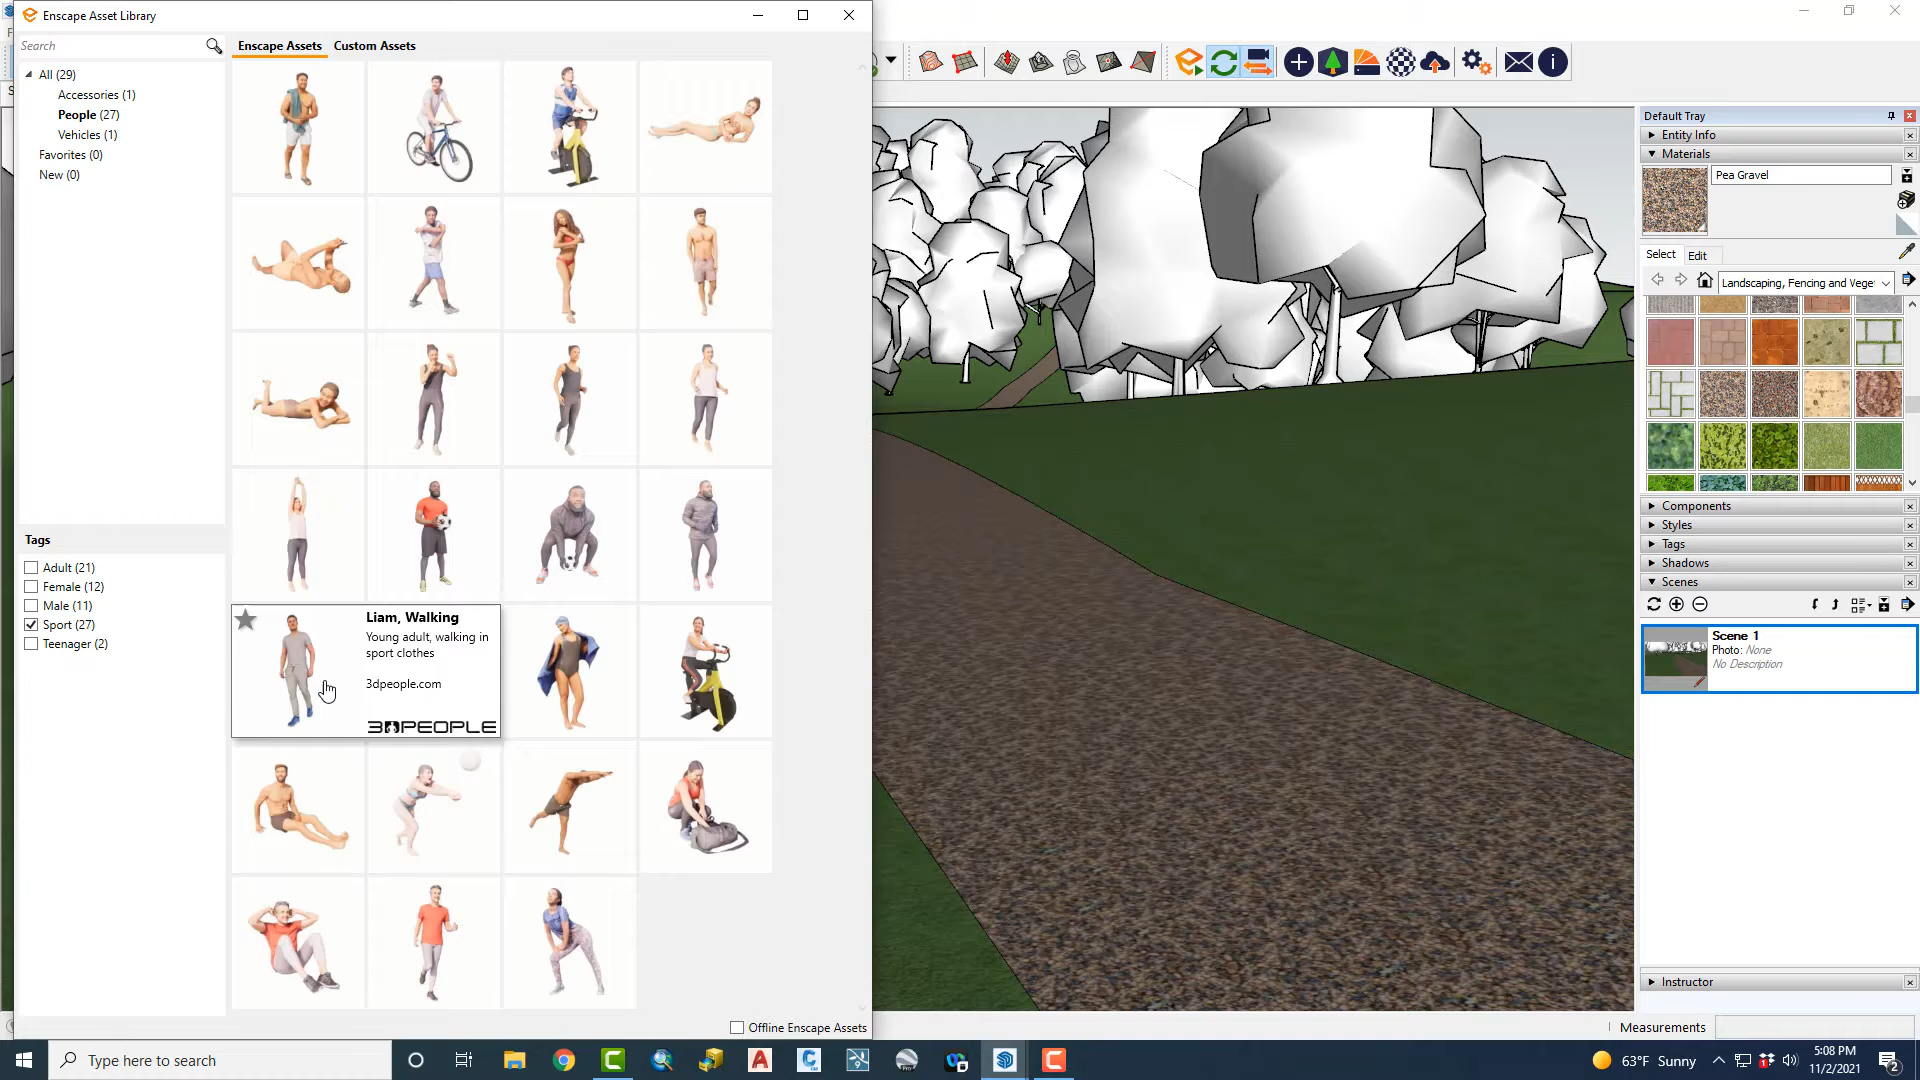 Enscape Asset Library
Search
Enscape Assets
Custom Assets
All (29)
Accessories (1)
People (27)
Vehicles (1)
Favorites (0)
New (0)
Tags
Adult (21)
Female (12)
Male (11)
Sport (27)
Teenager (2)
Liam, Walking
Young adult, walking in
sport clothes
3dpeople.com
3DPEOPLE
Offline Enscape Assets
Default Tray
Entity Info
Materials
Pea Gravel
Select
Edit
Landscaping, Fencing and Vege
Components
Styles
Tags
Shadows
Scenes
Scene 1
Photo: None
No Description
Instructor
Measurements
Type here to search
63°F Sunny
5:08 PM
11/2/2021
2